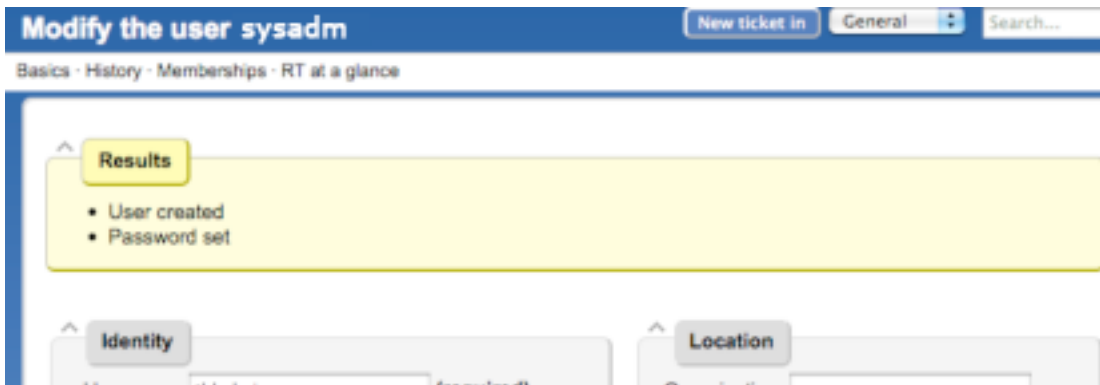 Modify the user sysadm
New ticket in General Search...
Basics · History · Memberships · RT at a glance
Results
• User created
• Password set
Identity
Location